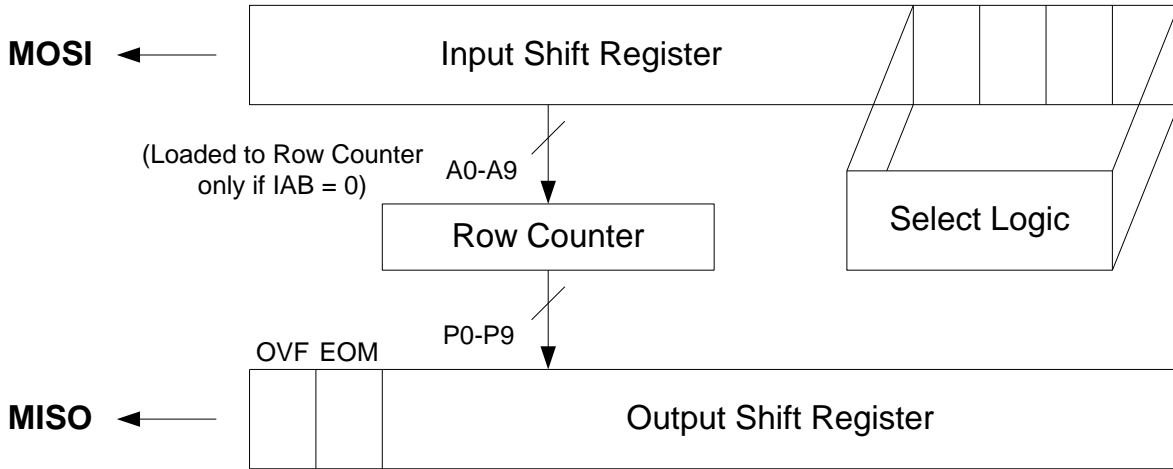 MOSI
Input Shift Register
(Loaded to Row Counter
only if IAB = 0)
A0-A9
Row Counter
Select Logic
P0-P9
OVF EOM
MISO
Output Shift Register